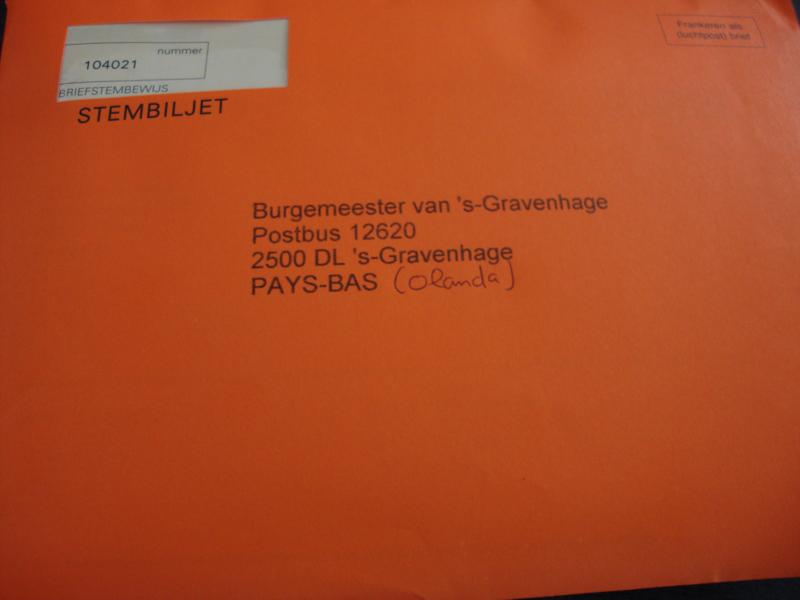 nummer
104021
BRIEFSTEMBEWIJS
STEMBILJET
Frankeren als
(luchtpost) brief
Burgemeester van 's-Gravenhage
Postbus 12620
2500 DL 's-Gravenhage
PAYS-BAS (olanda)